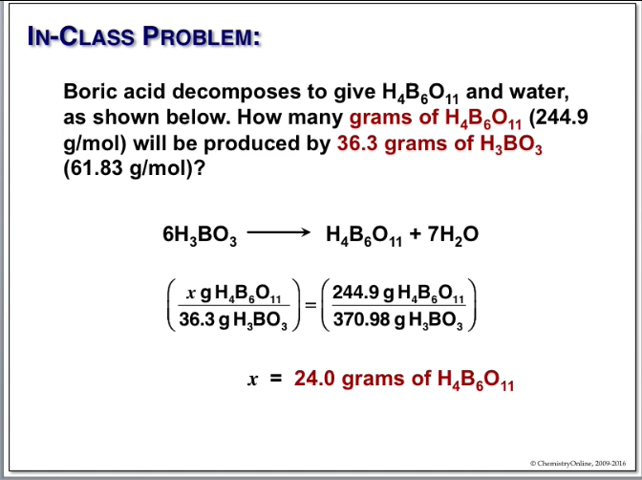 IN-CLASS PROBLEM:
Boric acid decomposes to give H₄B₆O₁₁ and water,
as shown below. How many grams of H₄B₆O₁₁ (244.9
g/mol) will be produced by 36.3 grams of H₃BO₃
(61.83 g/mol)?
6H₃BO₃ ⟶ H₄B₆O₁₁ + 7H₂O
(x g H₄B₆O₁₁ / 36.3 g H₃BO₃) = (244.9 g H₄B₆O₁₁ / 370.98 g H₃BO₃)
x = 24.0 grams of H₄B₆O₁₁
© ChemistryOnline, 2009-2016